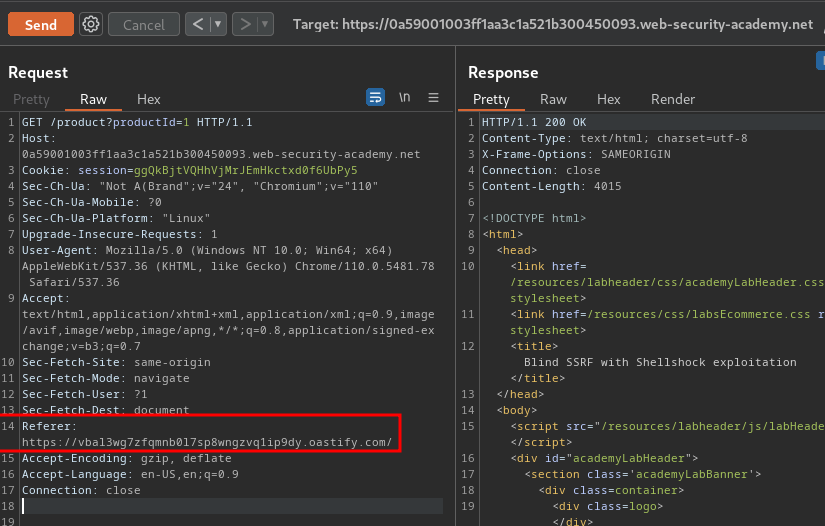 Send
Cancel
< | ▾
> | ▾
Target: https://0a59001003ff1aa3c1a521b300450093.web-security-academy.net
Request
Pretty
Raw
Hex
\n
1 GET /product?productId=1 HTTP/1.1
2 Host:
0a59001003ff1aa3c1a521b300450093.web-security-academy.net
3 Cookie: session=ggQkBjtVQHhVjMrJEmHkctxd0f6UbPy5
4 Sec-Ch-Ua: "Not A(Brand";v="24", "Chromium";v="110"
5 Sec-Ch-Ua-Mobile: ?0
6 Sec-Ch-Ua-Platform: "Linux"
7 Upgrade-Insecure-Requests: 1
8 User-Agent: Mozilla/5.0 (Windows NT 10.0; Win64; x64)
AppleWebKit/537.36 (KHTML, like Gecko) Chrome/110.0.5481.78
Safari/537.36
9 Accept:
text/html,application/xhtml+xml,application/xml;q=0.9,image
/avif,image/webp,image/apng,*/*;q=0.8,application/signed-ex
change;v=b3;q=0.7
10 Sec-Fetch-Site: same-origin
11 Sec-Fetch-Mode: navigate
12 Sec-Fetch-User: ?1
13 Sec-Fetch-Dest: document
14 Referer:
https://vbal3wg7zfqmnb0l7sp8wngzvq1ip9dy.oastify.com/
15 Accept-Encoding: gzip, deflate
16 Accept-Language: en-US,en;q=0.9
17 Connection: close
18
19
Response
Pretty
Raw
Hex
Render
1 HTTP/1.1 200 OK
2 Content-Type: text/html; charset=utf-8
3 X-Frame-Options: SAMEORIGIN
4 Connection: close
5 Content-Length: 4015
6
7 <!DOCTYPE html>
8 <html>
9 <head>
10 <link href=
/resources/labheader/css/academyLabHeader.css
stylesheet>
11 <link href=/resources/css/labsEcommerce.css r
stylesheet>
12 <title>
Blind SSRF with Shellshock exploitation
</title>
13 </head>
14 <body>
15 <script src="/resources/labheader/js/labHeade
</script>
16 <div id="academyLabHeader">
17 <section class='academyLabBanner'>
18 <div class=container>
19 <div class=logo>
</div>